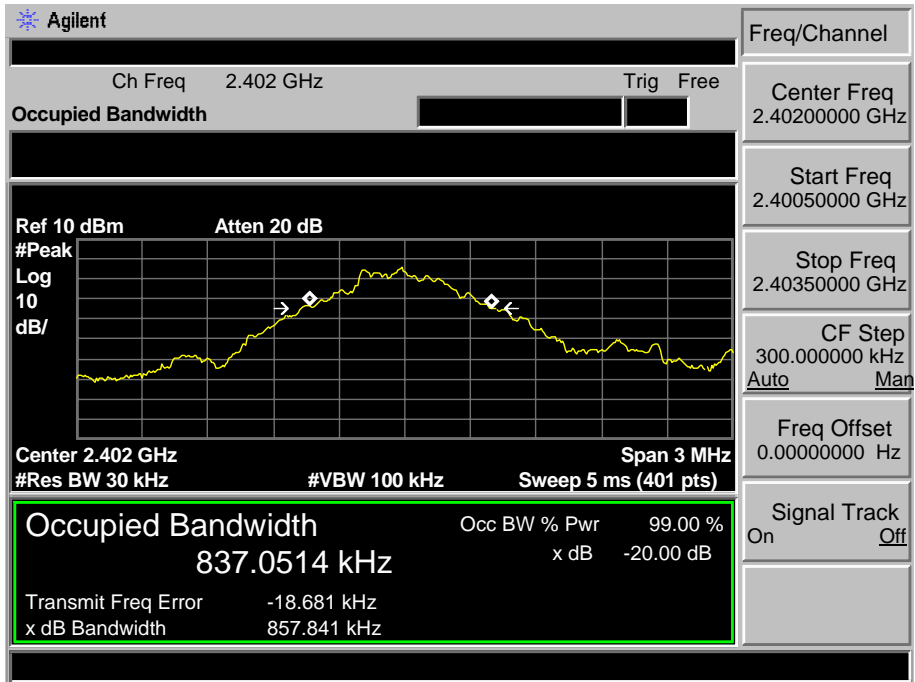 Agilent
Freq/Channel
Ch Freq 2.402 GHz Trig Free
Occupied Bandwidth
Center Freq
2.40200000 GHz
Start Freq
2.40050000 GHz
Stop Freq
2.40350000 GHz
CF Step
300.000000 kHz
Auto Man
Freq Offset
0.00000000 Hz
Signal Track
On Off
Ref 10 dBm Atten 20 dB
#Peak
Log
10
dB/
Center 2.402 GHz Span 3 MHz
#Res BW 30 kHz #VBW 100 kHz Sweep 5 ms (401 pts)
Occupied Bandwidth Occ BW % Pwr 99.00 %
837.0514 kHz x dB -20.00 dB
Transmit Freq Error -18.681 kHz
x dB Bandwidth 857.841 kHz